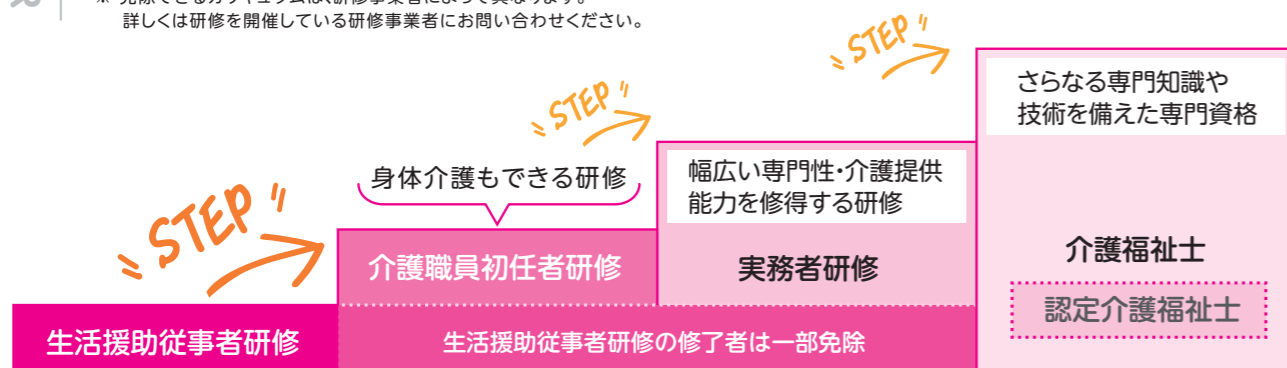 詳しくは研修を開催している研修事業者にお問い合わせください。
STEP
STEP
STEP
さらなる専門知識や
技術を備えた専門資格
幅広い専門性・介護提供
能力を修得する研修
身体介護もできる研修
介護職員初任者研修
実務者研修
介護福祉士
認定介護福祉士
生活援助従事者研修
生活援助従事者研修の修了者は一部免除